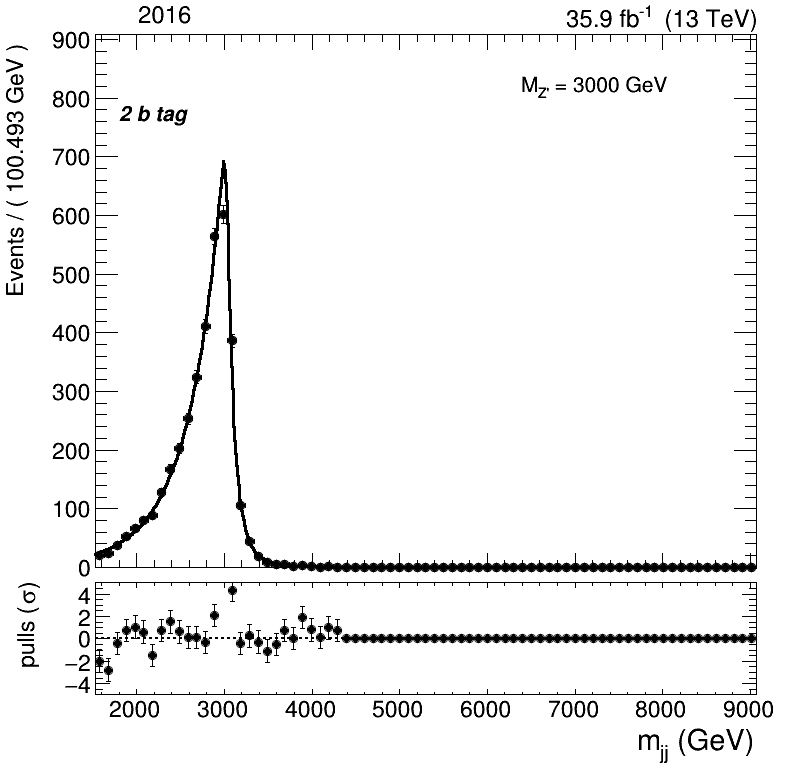 2016 35.9 fb⁻¹ (13 TeV)
Events / ( 100.493 GeV )
900
800
700
600
500
400
300
200
100
0
2 b tag
M_Z' = 3000 GeV
pulls (σ)
4
2
0
−2
−4
2000 3000 4000 5000 6000 7000 8000 9000
m_jj (GeV)